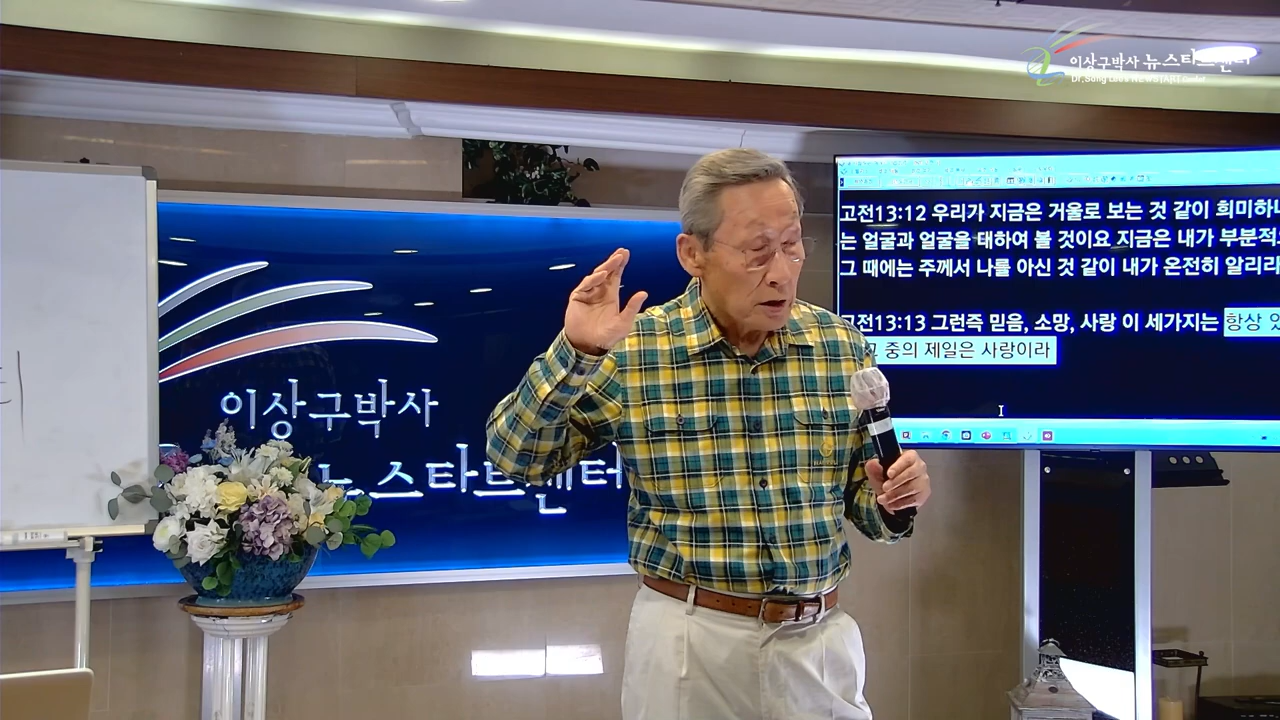 이상구박사 뉴스타트센터
Dr.Sang Lee's NEWSTART Center
고전13:12 우리가 지금은 거울로 보는 것 같이 희미하나
는 얼굴과 얼굴을 대하여 볼 것이요 지금은 내가 부분적
그 때에는 주께서 나를 아신 것 같이 내가 온전히 알리라
고전13:13 그런즉 믿음, 소망, 사랑 이 세가지는 항상 있
그 중의 제일은 사랑이라
이상구박사
뉴스타트센터